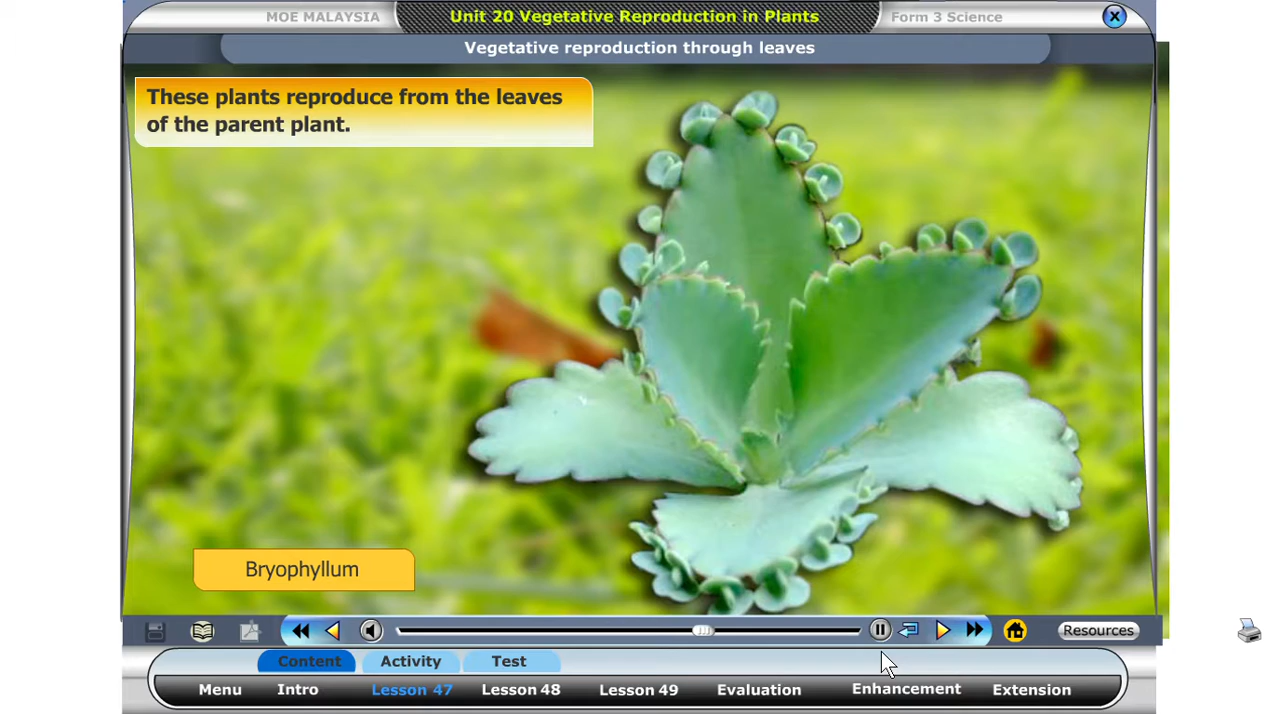 MOE MALAYSIA
Unit 20 Vegetative Reproduction in Plants
Form 3 Science
Vegetative reproduction through leaves
These plants reproduce from the leaves
of the parent plant.
Bryophyllum
Resources
Content
Activity
Test
Menu
Intro
Lesson 47
Lesson 48
Lesson 49
Evaluation
Enhancement
Extension